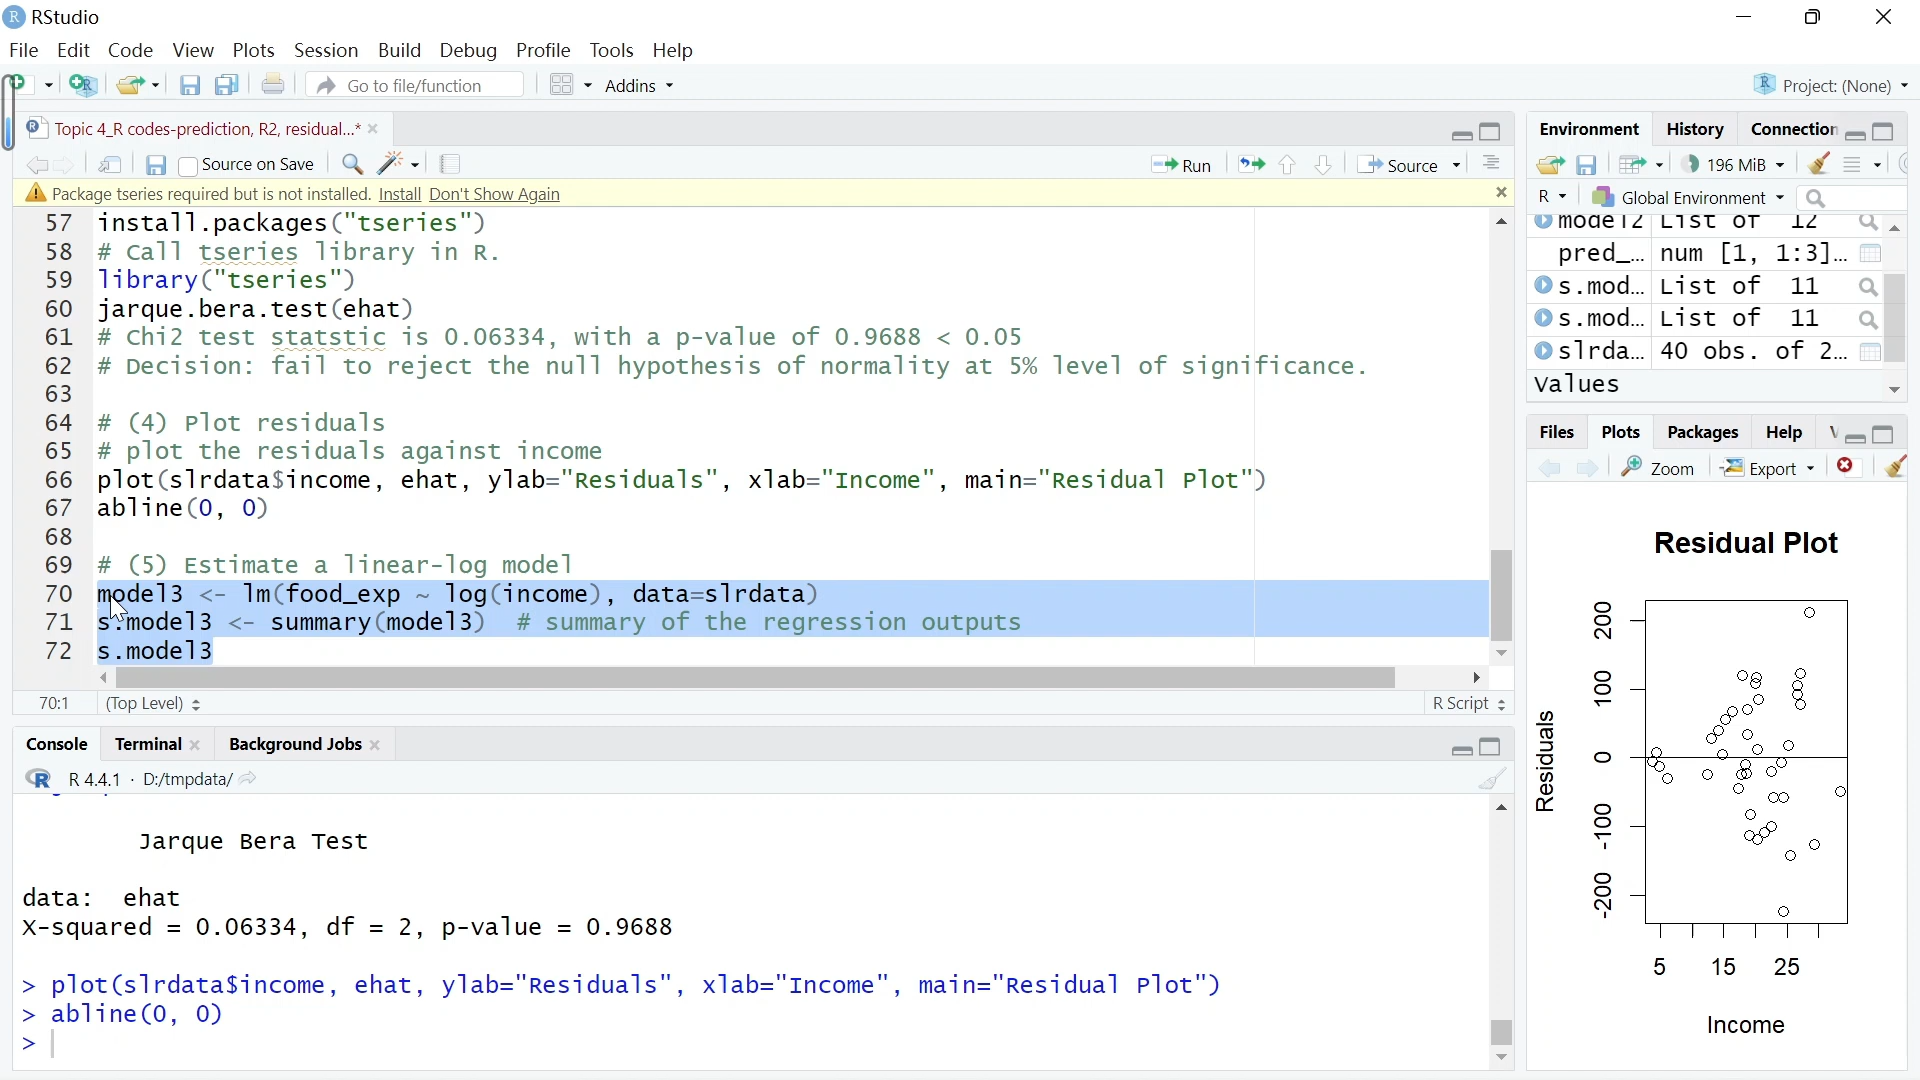 RStudio
File Edit Code View Plots Session Build Debug Profile Tools Help
Go to file/function Addins Project: (None)
Topic 4_R codes-prediction, R2, residual...*
Source on Save Run Source
Package tseries required but is not installed. Install Don't Show Again
57 install.packages("tseries")
58 # Call tseries library in R.
59 library("tseries")
60 jarque.bera.test(ehat)
61 # Chi2 test statstic is 0.06334, with a p-value of 0.9688 < 0.05
62 # Decision: fail to reject the null hypothesis of normality at 5% level of significance.
63
64 # (4) Plot residuals
65 # plot the residuals against income
66 plot(slrdata$income, ehat, ylab="Residuals", xlab="Income", main="Residual Plot")
67 abline(0, 0)
68
69 # (5) Estimate a linear-log model
70 model3 <- lm(food_exp ~ log(income), data=slrdata)
71 s.model3 <- summary(model3) # summary of the regression outputs
72 s.model3
70:1 (Top Level) R Script
Console Terminal Background Jobs
R 4.4.1 · D:/tmpdata/
Jarque Bera Test
data: ehat
X-squared = 0.06334, df = 2, p-value = 0.9688
> plot(slrdata$income, ehat, ylab="Residuals", xlab="Income", main="Residual Plot")
> abline(0, 0)
>
Environment History Connection
196 MiB
R Global Environment
model2 List of 12
pred_... num [1, 1:3]...
s.mod... List of 11
s.mod... List of 11
slrda... 40 obs. of 2...
Values
Files Plots Packages Help V
Zoom Export
Residual Plot
200
100
0
-100
-200
Residuals
5 15 25
Income